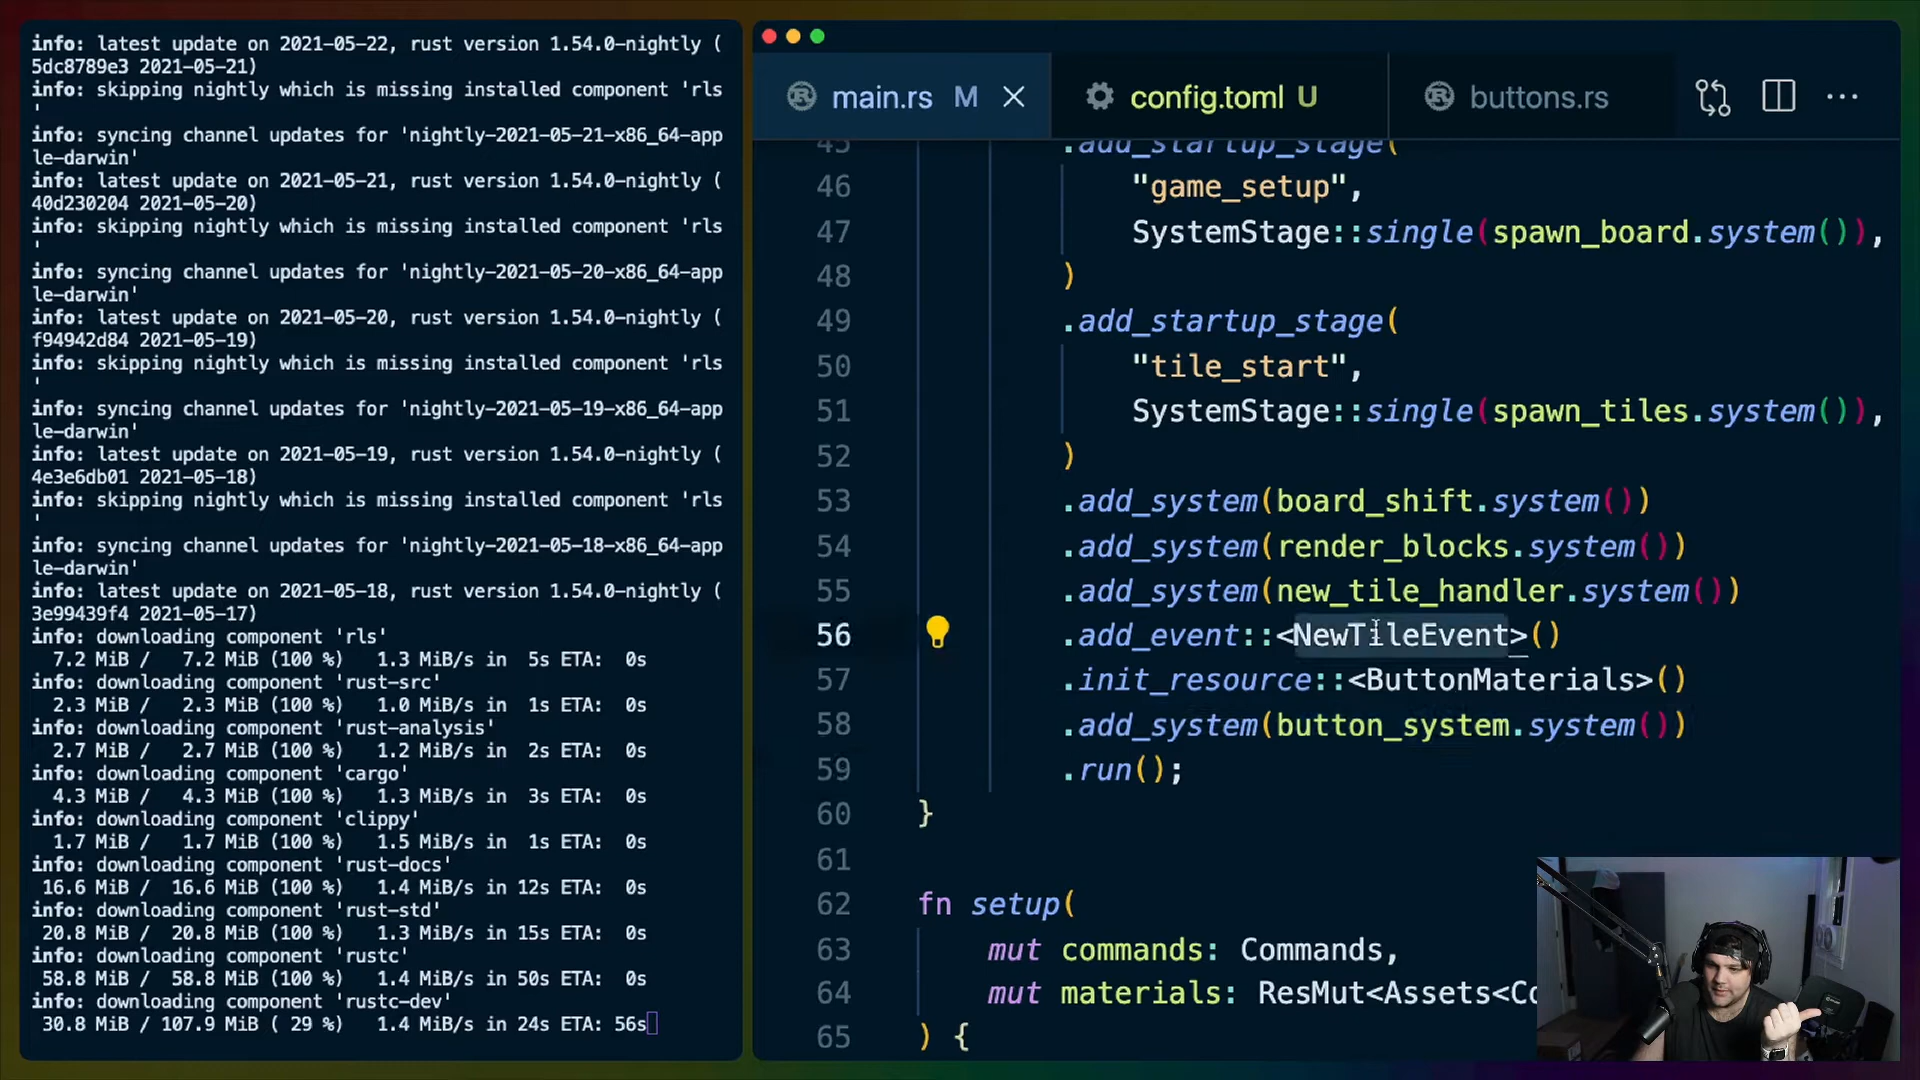 info: latest update on 2021-05-22, rust version 1.54.0-nightly (
5dc8789e3 2021-05-21)
info: skipping nightly which is missing installed component 'rls
'
info: syncing channel updates for 'nightly-2021-05-21-x86_64-app
le-darwin'
info: latest update on 2021-05-21, rust version 1.54.0-nightly (
40d230204 2021-05-20)
info: skipping nightly which is missing installed component 'rls
'
info: syncing channel updates for 'nightly-2021-05-20-x86_64-app
le-darwin'
info: latest update on 2021-05-20, rust version 1.54.0-nightly (
f94942d84 2021-05-19)
info: skipping nightly which is missing installed component 'rls
'
info: syncing channel updates for 'nightly-2021-05-19-x86_64-app
le-darwin'
info: latest update on 2021-05-19, rust version 1.54.0-nightly (
4e3e6db01 2021-05-18)
info: skipping nightly which is missing installed component 'rls
'
info: syncing channel updates for 'nightly-2021-05-18-x86_64-app
le-darwin'
info: latest update on 2021-05-18, rust version 1.54.0-nightly (
3e99439f4 2021-05-17)
info: downloading component 'rls'
7.2 MiB / 7.2 MiB (100 %) 1.3 MiB/s in 5s ETA: 0s
info: downloading component 'rust-src'
2.3 MiB / 2.3 MiB (100 %) 1.0 MiB/s in 1s ETA: 0s
info: downloading component 'rust-analysis'
2.7 MiB / 2.7 MiB (100 %) 1.2 MiB/s in 2s ETA: 0s
info: downloading component 'cargo'
4.3 MiB / 4.3 MiB (100 %) 1.3 MiB/s in 3s ETA: 0s
info: downloading component 'clippy'
1.7 MiB / 1.7 MiB (100 %) 1.5 MiB/s in 1s ETA: 0s
info: downloading component 'rust-docs'
16.6 MiB / 16.6 MiB (100 %) 1.4 MiB/s in 12s ETA: 0s
info: downloading component 'rust-std'
20.8 MiB / 20.8 MiB (100 %) 1.3 MiB/s in 15s ETA: 0s
info: downloading component 'rustc'
58.8 MiB / 58.8 MiB (100 %) 1.4 MiB/s in 50s ETA: 0s
info: downloading component 'rustc-dev'
30.8 MiB / 107.9 MiB ( 29 %) 1.4 MiB/s in 24s ETA: 56s
main.rs M
config.toml U
buttons.rs
45 .add_startup_stage(
46 "game_setup",
47 SystemStage::single(spawn_board.system()),
48 )
49 .add_startup_stage(
50 "tile_start",
51 SystemStage::single(spawn_tiles.system()),
52 )
53 .add_system(board_shift.system())
54 .add_system(render_blocks.system())
55 .add_system(new_tile_handler.system())
56 .add_event::<NewTileEvent>()
57 .init_resource::<ButtonMaterials>()
58 .add_system(button_system.system())
59 .run();
60 }
61
62 fn setup(
63 mut commands: Commands,
64 mut materials: ResMut<Assets<Co
65 ) {